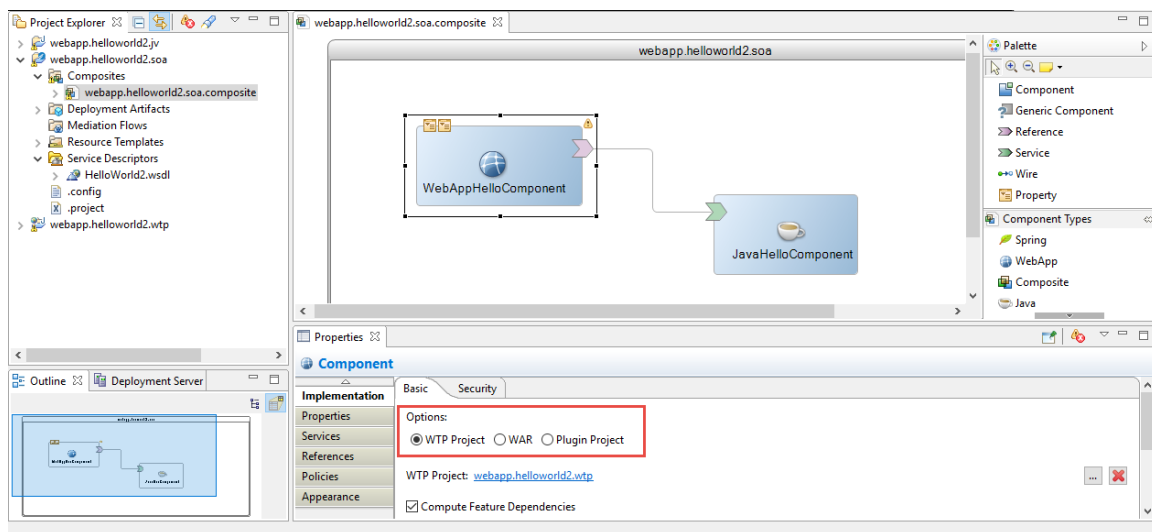 Project Explorer
webapp.helloworld2.jv
webapp.helloworld2.soa
Composites
webapp.helloworld2.soa.composite
Deployment Artifacts
Mediation Flows
Resource Templates
Service Descriptors
HelloWorld2.wsdl
.config
.project
webapp.helloworld2.wtp
Outline
Deployment Server
webapp.helloworld2.soa.composite
webapp.helloworld2.soa
WebAppHelloComponent
JavaHelloComponent
Palette
Component
Generic Component
Reference
Service
Wire
Property
Component Types
Spring
WebApp
Composite
Java
Properties
Component
Implementation
Properties
Services
References
Policies
Appearance
Basic Security
Options:
WTP Project WAR Plugin Project
WTP Project: webapp.helloworld2.wtp ...
Compute Feature Dependencies